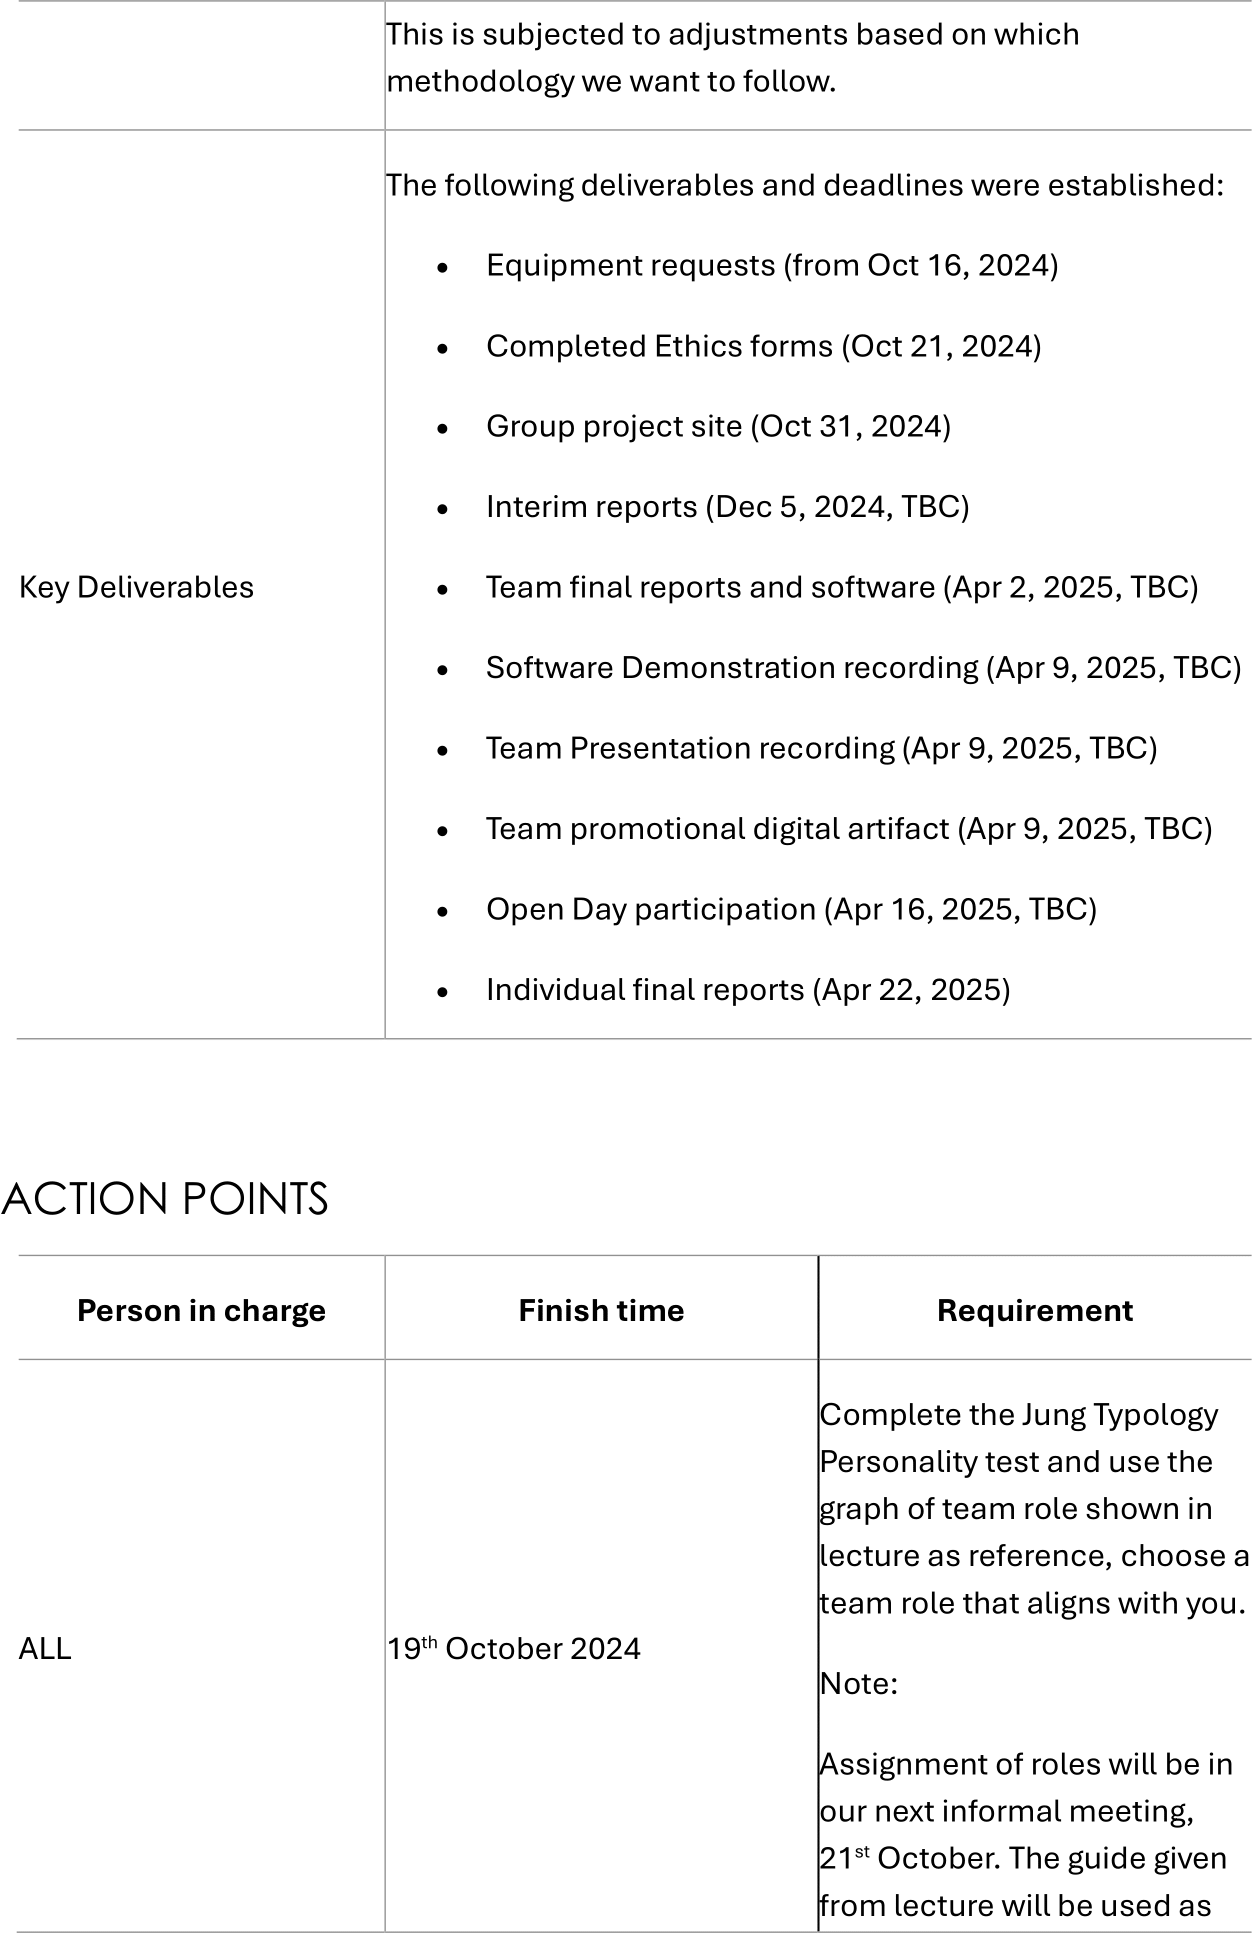 This is subjected to adjustments based on which
methodology we want to follow.
Key Deliverables
The following deliverables and deadlines were established:
• Equipment requests (from Oct 16, 2024)
• Completed Ethics forms (Oct 21, 2024)
• Group project site (Oct 31, 2024)
• Interim reports (Dec 5, 2024, TBC)
• Team final reports and software (Apr 2, 2025, TBC)
• Software Demonstration recording (Apr 9, 2025, TBC)
• Team Presentation recording (Apr 9, 2025, TBC)
• Team promotional digital artifact (Apr 9, 2025, TBC)
• Open Day participation (Apr 16, 2025, TBC)
• Individual final reports (Apr 22, 2025)
ACTION POINTS
Person in charge
Finish time
Requirement
ALL
19th October 2024
Complete the Jung Typology
Personality test and use the
graph of team role shown in
lecture as reference, choose a
team role that aligns with you.
Note:
Assignment of roles will be in
our next informal meeting,
21st October. The guide given
from lecture will be used as